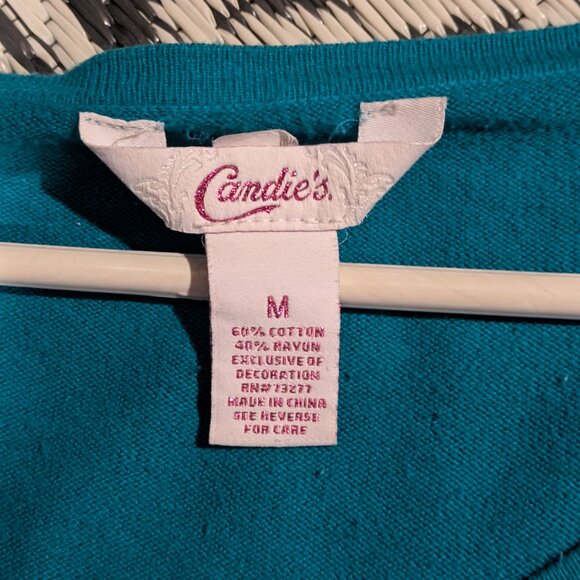 Candie's.
M
60% COTTON
40% RAYON
EXCLUSIVE OF
DECORATION
RN#73277
MADE IN CHINA
SEE REVERSE
FOR CARE